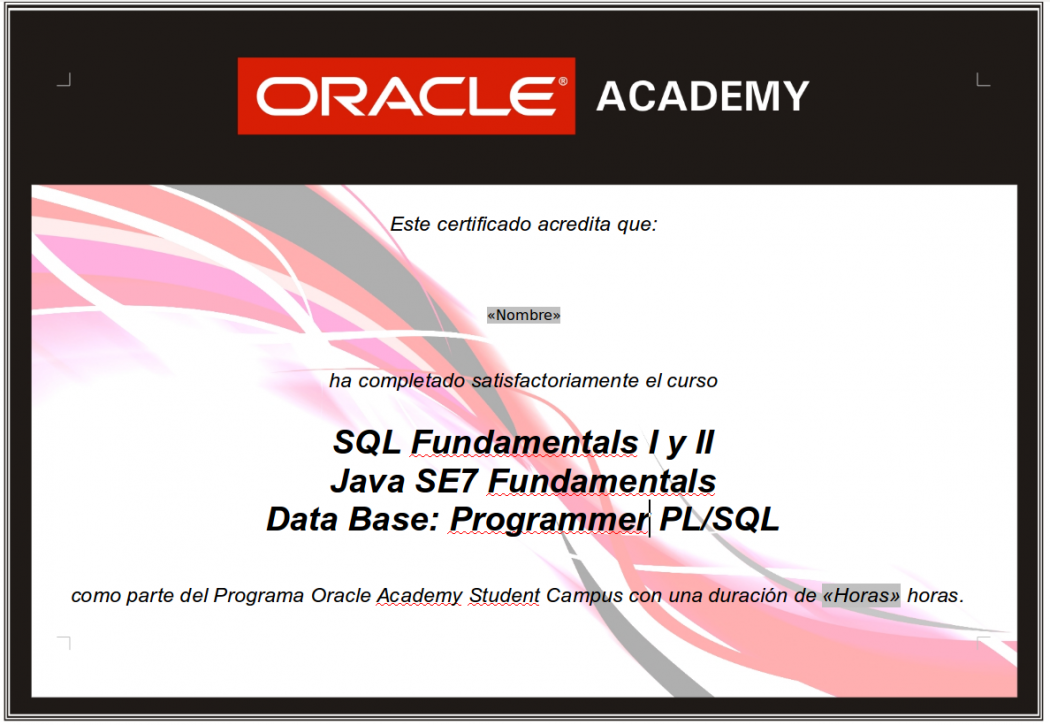 ORACLE® ACADEMY
Este certificado acredita que:
«Nombre»
ha completado satisfactoriamente el curso
SQL Fundamentals I y II
Java SE7 Fundamentals
Data Base: Programmer PL/SQL
como parte del Programa Oracle Academy Student Campus con una duración de «Horas» horas.